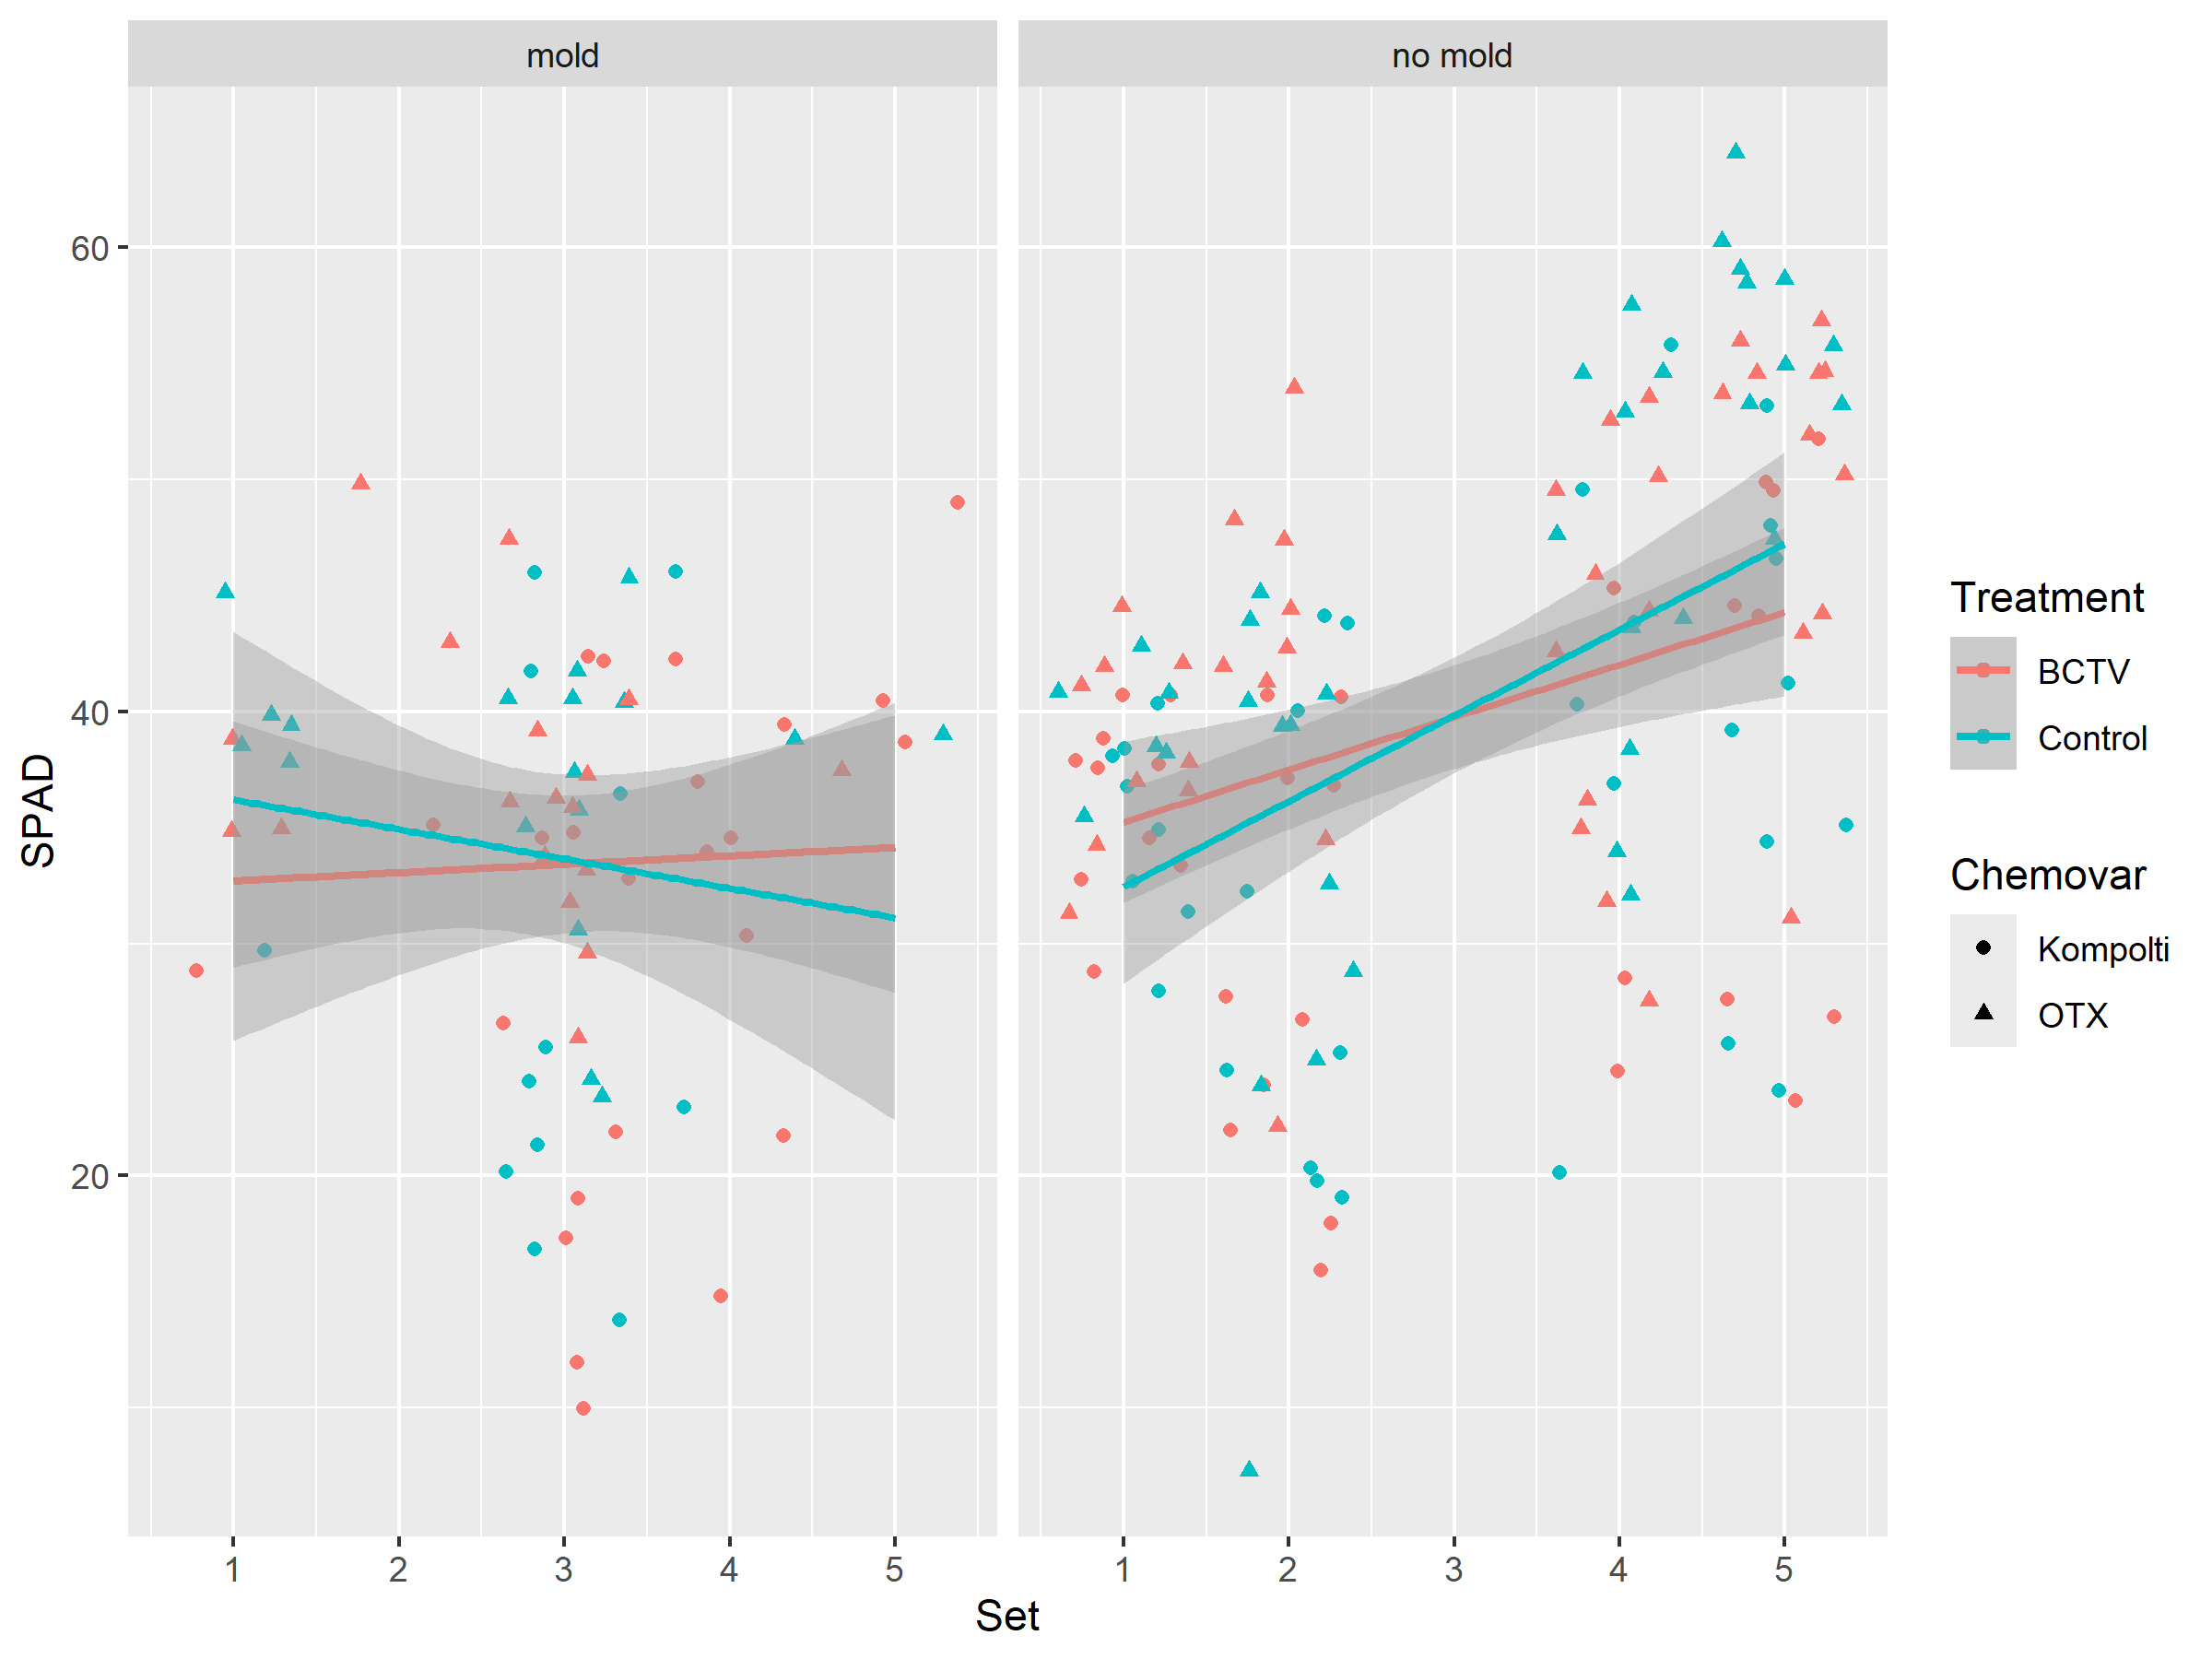 mold
no mold
60
40
20
SPAD
1 2 3 4 5
1 2 3 4 5
Set
Treatment
BCTV
Control
Chemovar
Kompolti
OTX